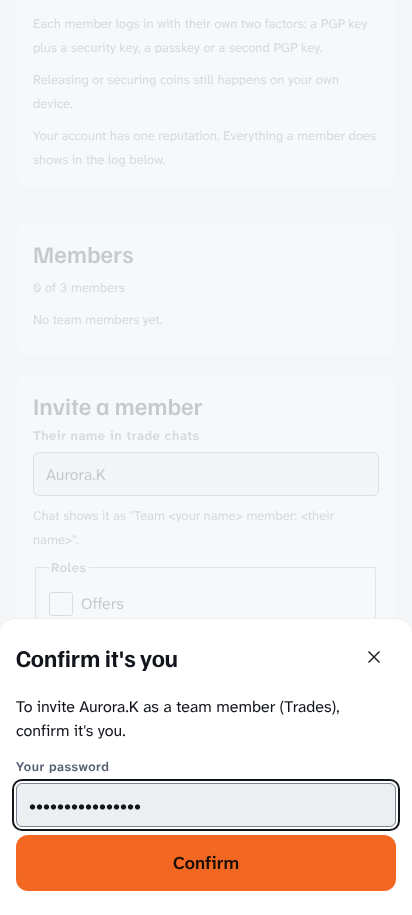 Each member logs in with their own two factors: a PGP key
plus a security key, a passkey or a second PGP key.
Releasing or securing coins still happens on your own
device.
Your account has one reputation. Everything a member does
shows in the log below.
Members
0 of 3 members
No team members yet.
Invite a member
Their name in trade chats
Aurora.K
Chat shows it as "Team <your name> member: <their
name>".
Roles
Offers
Confirm it's you
To invite Aurora.K as a team member (Trades),
confirm it's you.
Your password
••••••••••••••••
Confirm